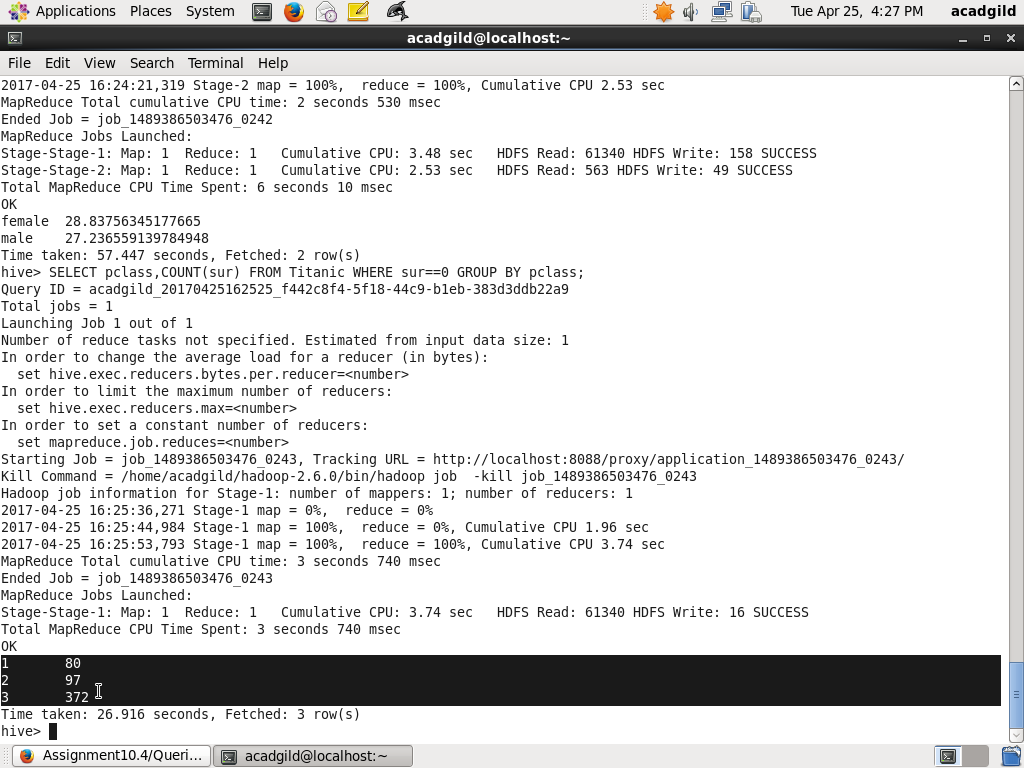 Applications Places System Tue Apr 25, 4:27 PM acadgild
acadgild@localhost:~
File Edit View Search Terminal Help
2017-04-25 16:24:21,319 Stage-2 map = 100%,  reduce = 100%, Cumulative CPU 2.53 sec
MapReduce Total cumulative CPU time: 2 seconds 530 msec
Ended Job = job_1489386503476_0242
MapReduce Jobs Launched:
Stage-Stage-1: Map: 1  Reduce: 1   Cumulative CPU: 3.48 sec   HDFS Read: 61340 HDFS Write: 158 SUCCESS
Stage-Stage-2: Map: 1  Reduce: 1   Cumulative CPU: 2.53 sec   HDFS Read: 563 HDFS Write: 49 SUCCESS
Total MapReduce CPU Time Spent: 6 seconds 10 msec
OK
female  28.83756345177665
male    27.236559139784948
Time taken: 57.447 seconds, Fetched: 2 row(s)
hive> SELECT pclass,COUNT(sur) FROM Titanic WHERE sur==0 GROUP BY pclass;
Query ID = acadgild_20170425162525_f442c8f4-5f18-44c9-b1eb-383d3ddb22a9
Total jobs = 1
Launching Job 1 out of 1
Number of reduce tasks not specified. Estimated from input data size: 1
In order to change the average load for a reducer (in bytes):
  set hive.exec.reducers.bytes.per.reducer=<number>
In order to limit the maximum number of reducers:
  set hive.exec.reducers.max=<number>
In order to set a constant number of reducers:
  set mapreduce.job.reduces=<number>
Starting Job = job_1489386503476_0243, Tracking URL = http://localhost:8088/proxy/application_1489386503476_0243/
Kill Command = /home/acadgild/hadoop-2.6.0/bin/hadoop job  -kill job_1489386503476_0243
Hadoop job information for Stage-1: number of mappers: 1; number of reducers: 1
2017-04-25 16:25:36,271 Stage-1 map = 0%,  reduce = 0%
2017-04-25 16:25:44,984 Stage-1 map = 100%,  reduce = 0%, Cumulative CPU 1.96 sec
2017-04-25 16:25:53,793 Stage-1 map = 100%,  reduce = 100%, Cumulative CPU 3.74 sec
MapReduce Total cumulative CPU time: 3 seconds 740 msec
Ended Job = job_1489386503476_0243
MapReduce Jobs Launched:
Stage-Stage-1: Map: 1  Reduce: 1   Cumulative CPU: 3.74 sec   HDFS Read: 61340 HDFS Write: 16 SUCCESS
Total MapReduce CPU Time Spent: 3 seconds 740 msec
OK
1       80
2       97
3       372
Time taken: 26.916 seconds, Fetched: 3 row(s)
hive>
Assignment10.4/Queri... acadgild@localhost:~